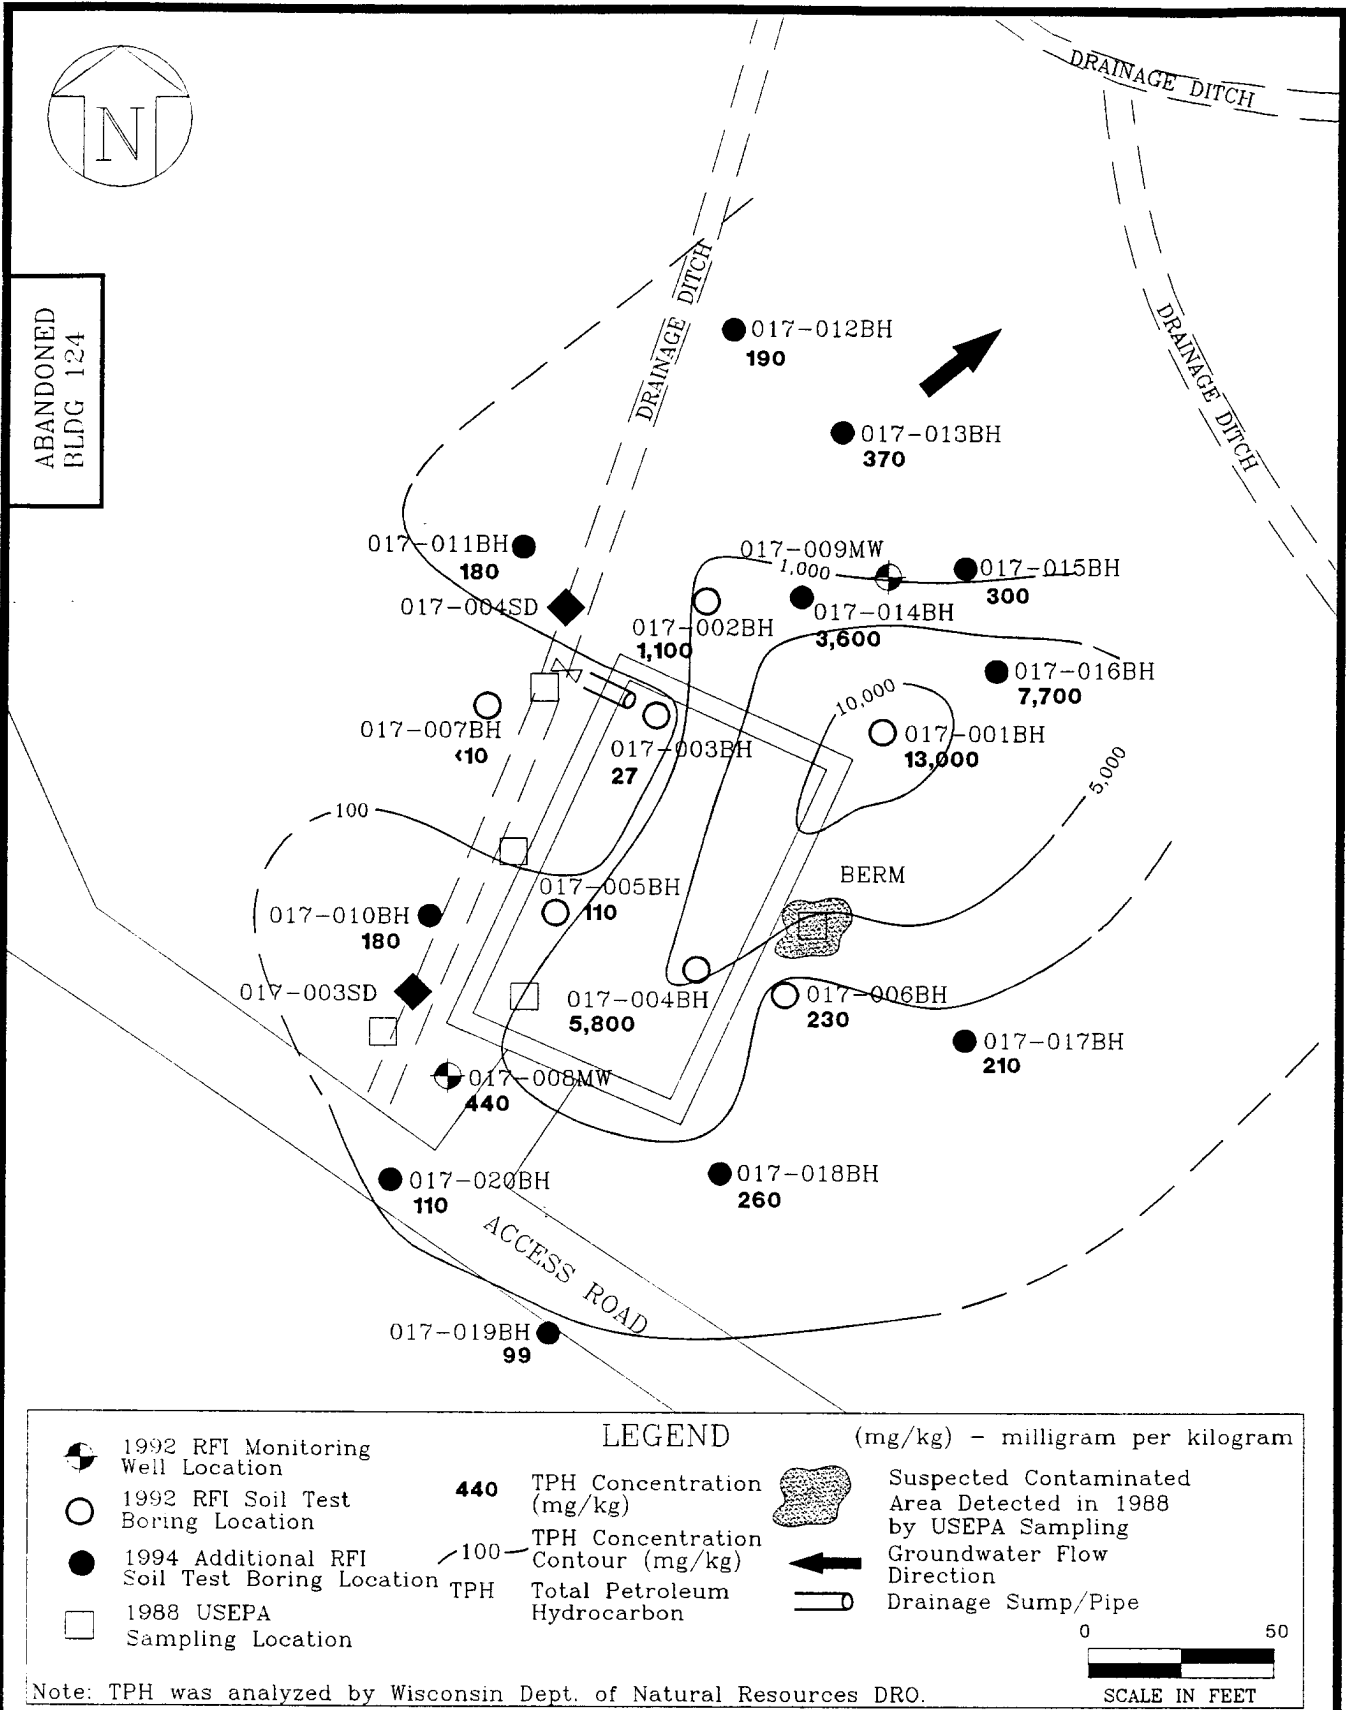 DRAINAGE DITCH
N
DRAINAGE DITCH
DRAINAGE DITCH
ABANDONED
BLDG 124
017-012BH
190
017-013BH
370
017-011BH
180
017-009MW
1,000
017-015BH
300
017-004SD
017-014BH
3,600
017-002BH
1,100
017-016BH
7,700
10,000
017-007BH
<10
017-003BH
27
017-001BH
13,000
5,000
100
BERM
017-005BH
110
017-010BH
180
017-003SD
017-004BH
5,800
017-006BH
230
017-017BH
210
017-008MW
440
017-020BH
110
017-018BH
260
ACCESS ROAD
017-019BH
99
LEGEND
(mg/kg) - milligram per kilogram
1992 RFI Monitoring
Well Location
1992 RFI Soil Test
Boring Location
1994 Additional RFI
Soil Test Boring Location
1988 USEPA
Sampling Location
440
TPH Concentration
(mg/kg)
100
TPH Concentration
Contour (mg/kg)
TPH
Total Petroleum
Hydrocarbon
Suspected Contaminated
Area Detected in 1988
by USEPA Sampling
Groundwater Flow
Direction
Drainage Sump/Pipe
0 50
SCALE IN FEET
Note: TPH was analyzed by Wisconsin Dept. of Natural Resources DRO.